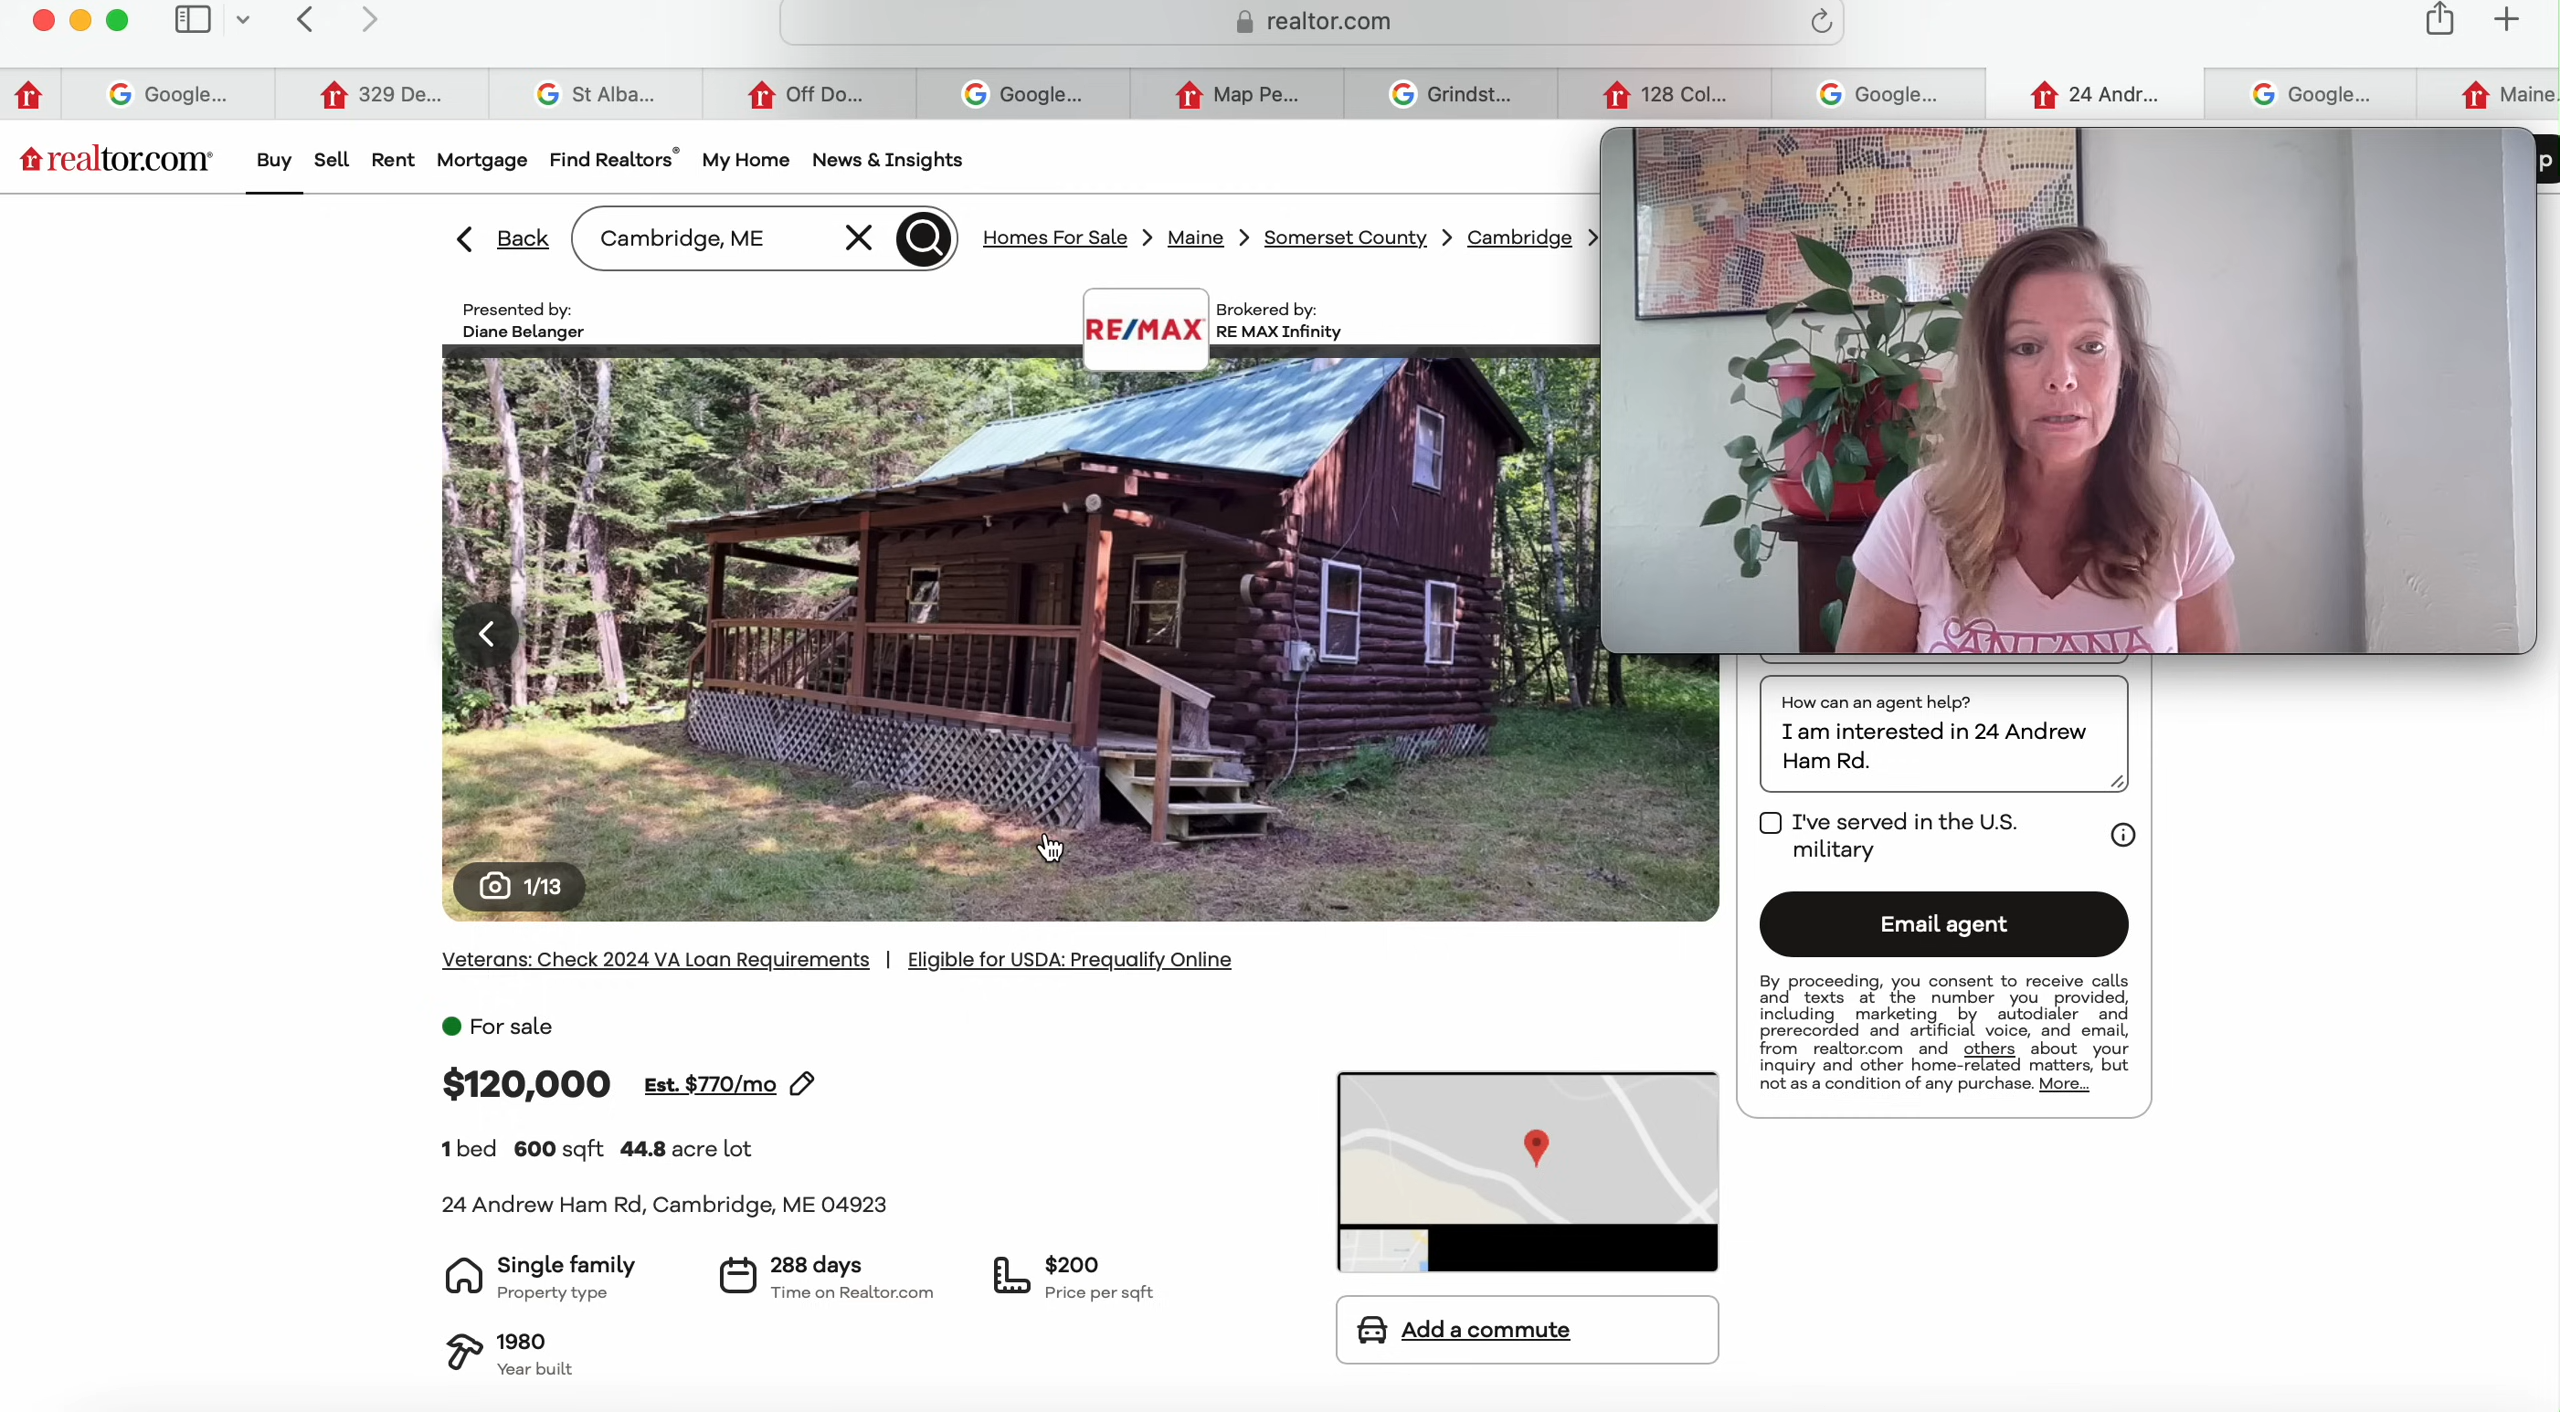 realtor.com
Google...
329 De...
St Alba...
Off Do...
Google...
Map Pe...
Grindst...
128 Col...
Google...
24 Andr...
Google...
Maine.
realtor.com®
Buy
Sell
Rent
Mortgage
Find Realtors®
My Home
News & Insights
p
Back
Cambridge, ME
Homes For Sale > Maine > Somerset County > Cambridge >
Presented by:
Diane Belanger
RE/MAX
Brokered by:
RE MAX Infinity
SANTANA
1/13
How can an agent help?
I am interested in 24 Andrew
Ham Rd.
I've served in the U.S.
military
Email agent
By proceeding, you consent to receive calls
and texts at the number you provided,
including marketing by autodialer and
prerecorded and artificial voice, and email,
from realtor.com and others about your
inquiry and other home-related matters, but
not as a condition of any purchase. More...
Veterans: Check 2024 VA Loan Requirements | Eligible for USDA: Prequalify Online
For sale
$120,000 Est. $770/mo
1 bed 600 sqft 44.8 acre lot
24 Andrew Ham Rd, Cambridge, ME 04923
Single family
Property type
288 days
Time on Realtor.com
$200
Price per sqft
1980
Year built
Add a commute